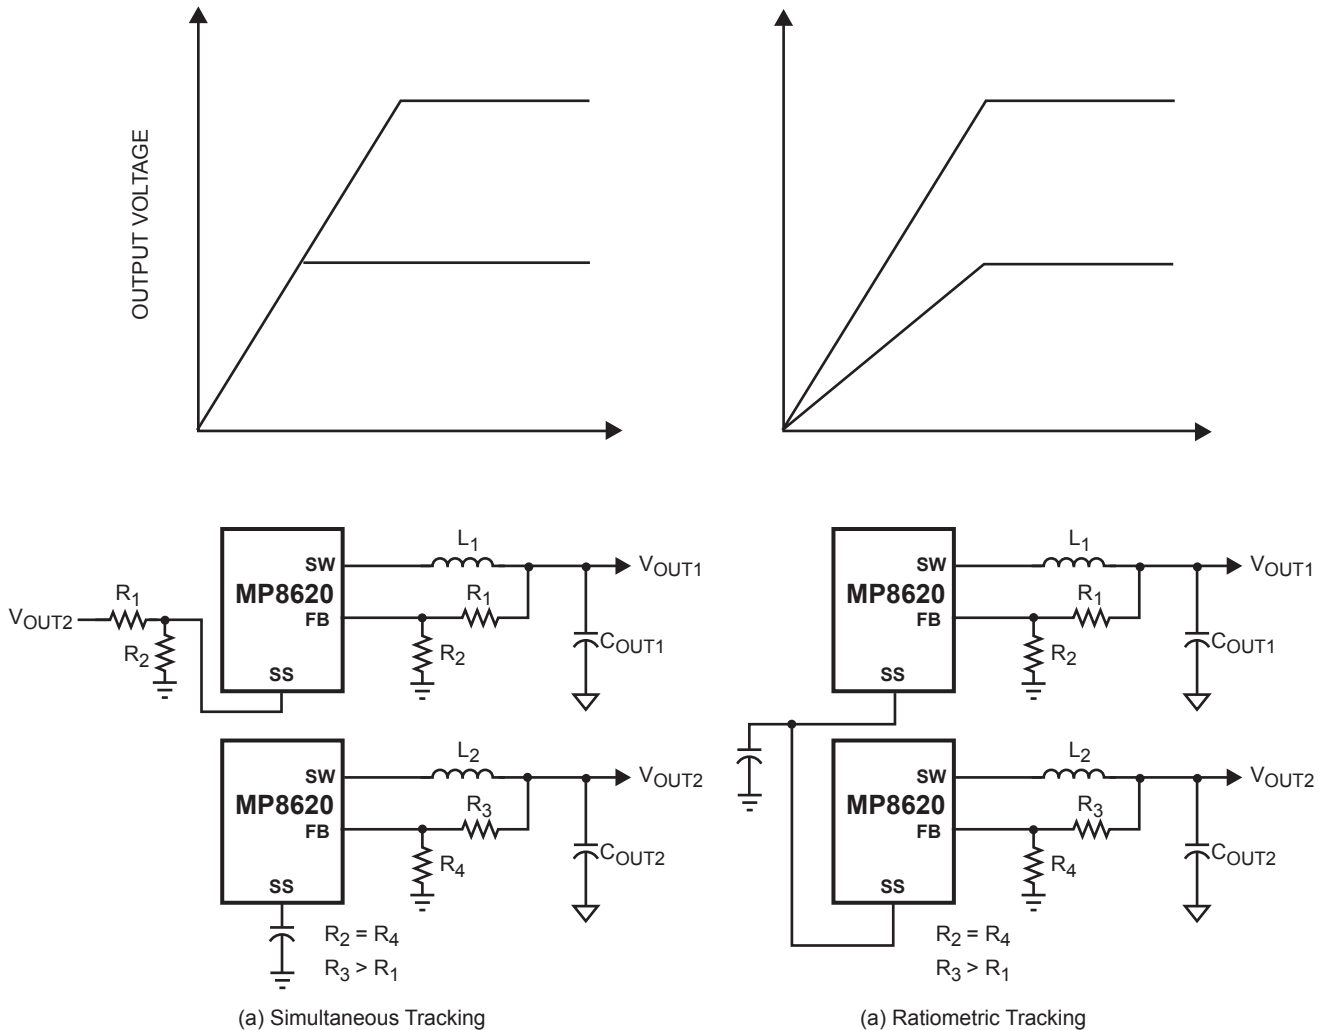 OUTPUT VOLTAGE
L1
SW
VOUT1
MP8620
R1
VOUT2
R1
FB
R2
R2
COUT1
SS
L2
SW
VOUT2
MP8620
R3
FB
R4
COUT2
SS
R2 = R4
R3 > R1
(a) Simultaneous Tracking
L1
SW
VOUT1
MP8620
R1
FB
R2
COUT1
SS
L2
SW
VOUT2
MP8620
R3
FB
R4
COUT2
SS
R2 = R4
R3 > R1
(a) Ratiometric Tracking